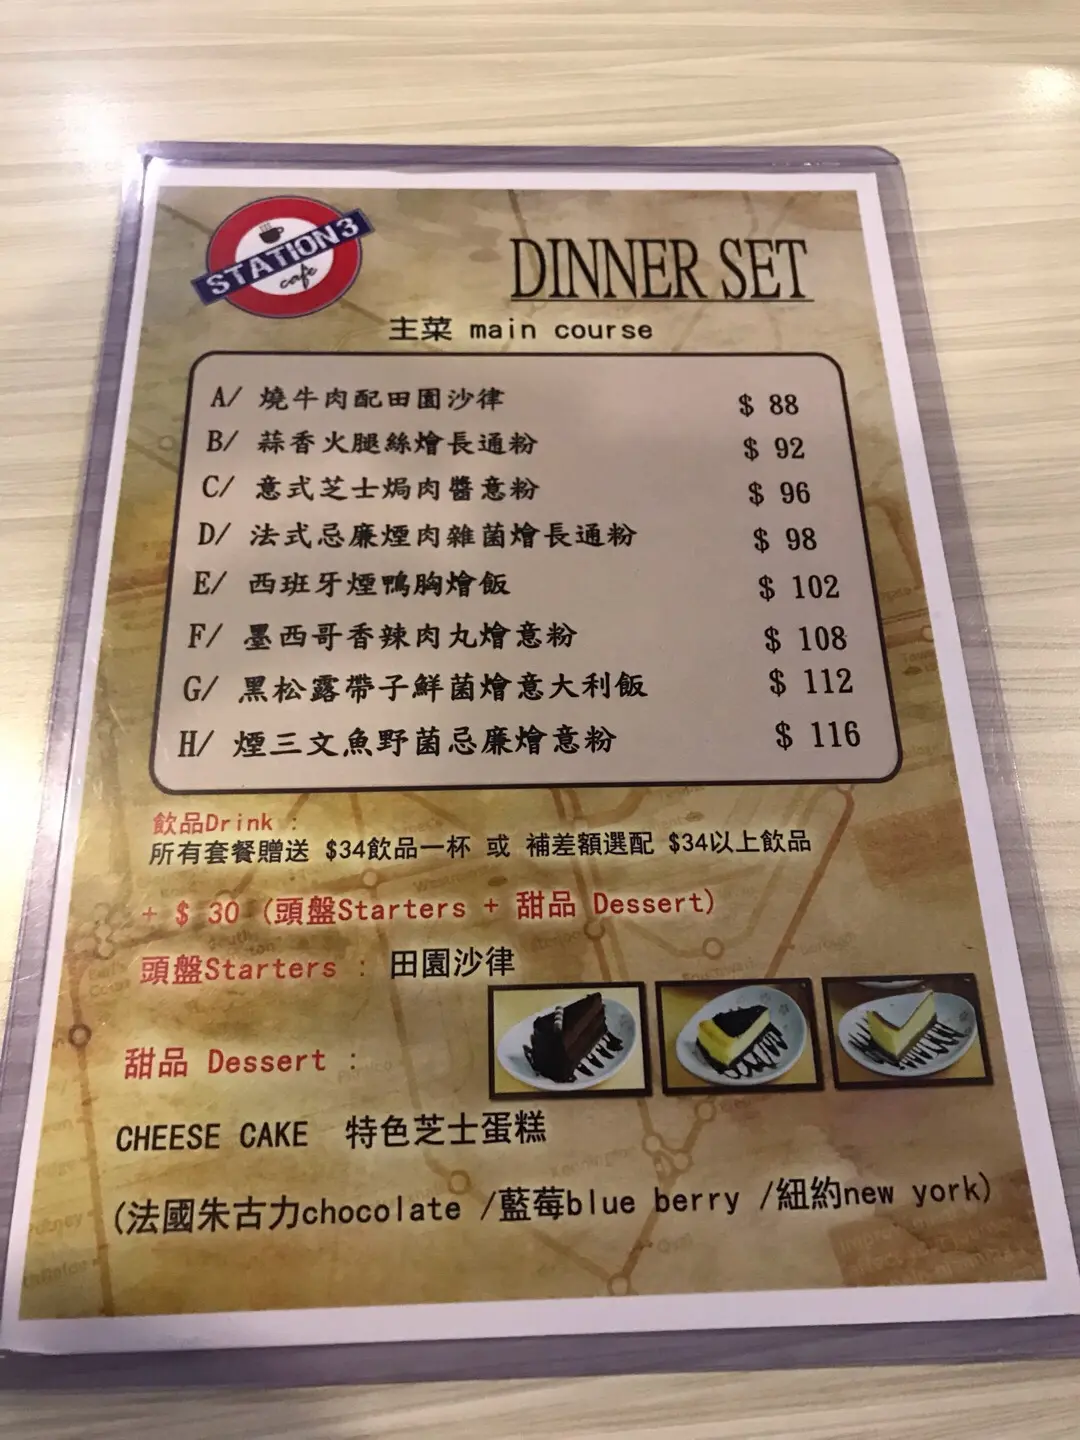 STATION3
cafe
DINNER SET
主菜 main course
A/ 燒牛肉配田園沙律 $ 88
B/ 蒜香火腿絲燴長通粉 $ 92
C/ 意式芝士焗肉醬意粉 $ 96
D/ 法式忌廉煙肉雜菌燴長通粉 $ 98
E/ 西班牙煙鴨胸燴飯 $ 102
F/ 墨西哥香辣肉丸燴意粉 $ 108
G/ 黑松露帶子鮮菌燴意大利飯 $ 112
H/ 煙三文魚野菌忌廉燴意粉 $ 116
飲品Drink :
所有套餐贈送 $34飲品一杯 或 補差額選配 $34以上飲品
+ $ 30 (頭盤Starters + 甜品 Dessert)
頭盤Starters : 田園沙律
甜品 Dessert :
CHEESE CAKE 特色芝士蛋糕
(法國朱古力chocolate /藍莓blue berry /紐約new york)